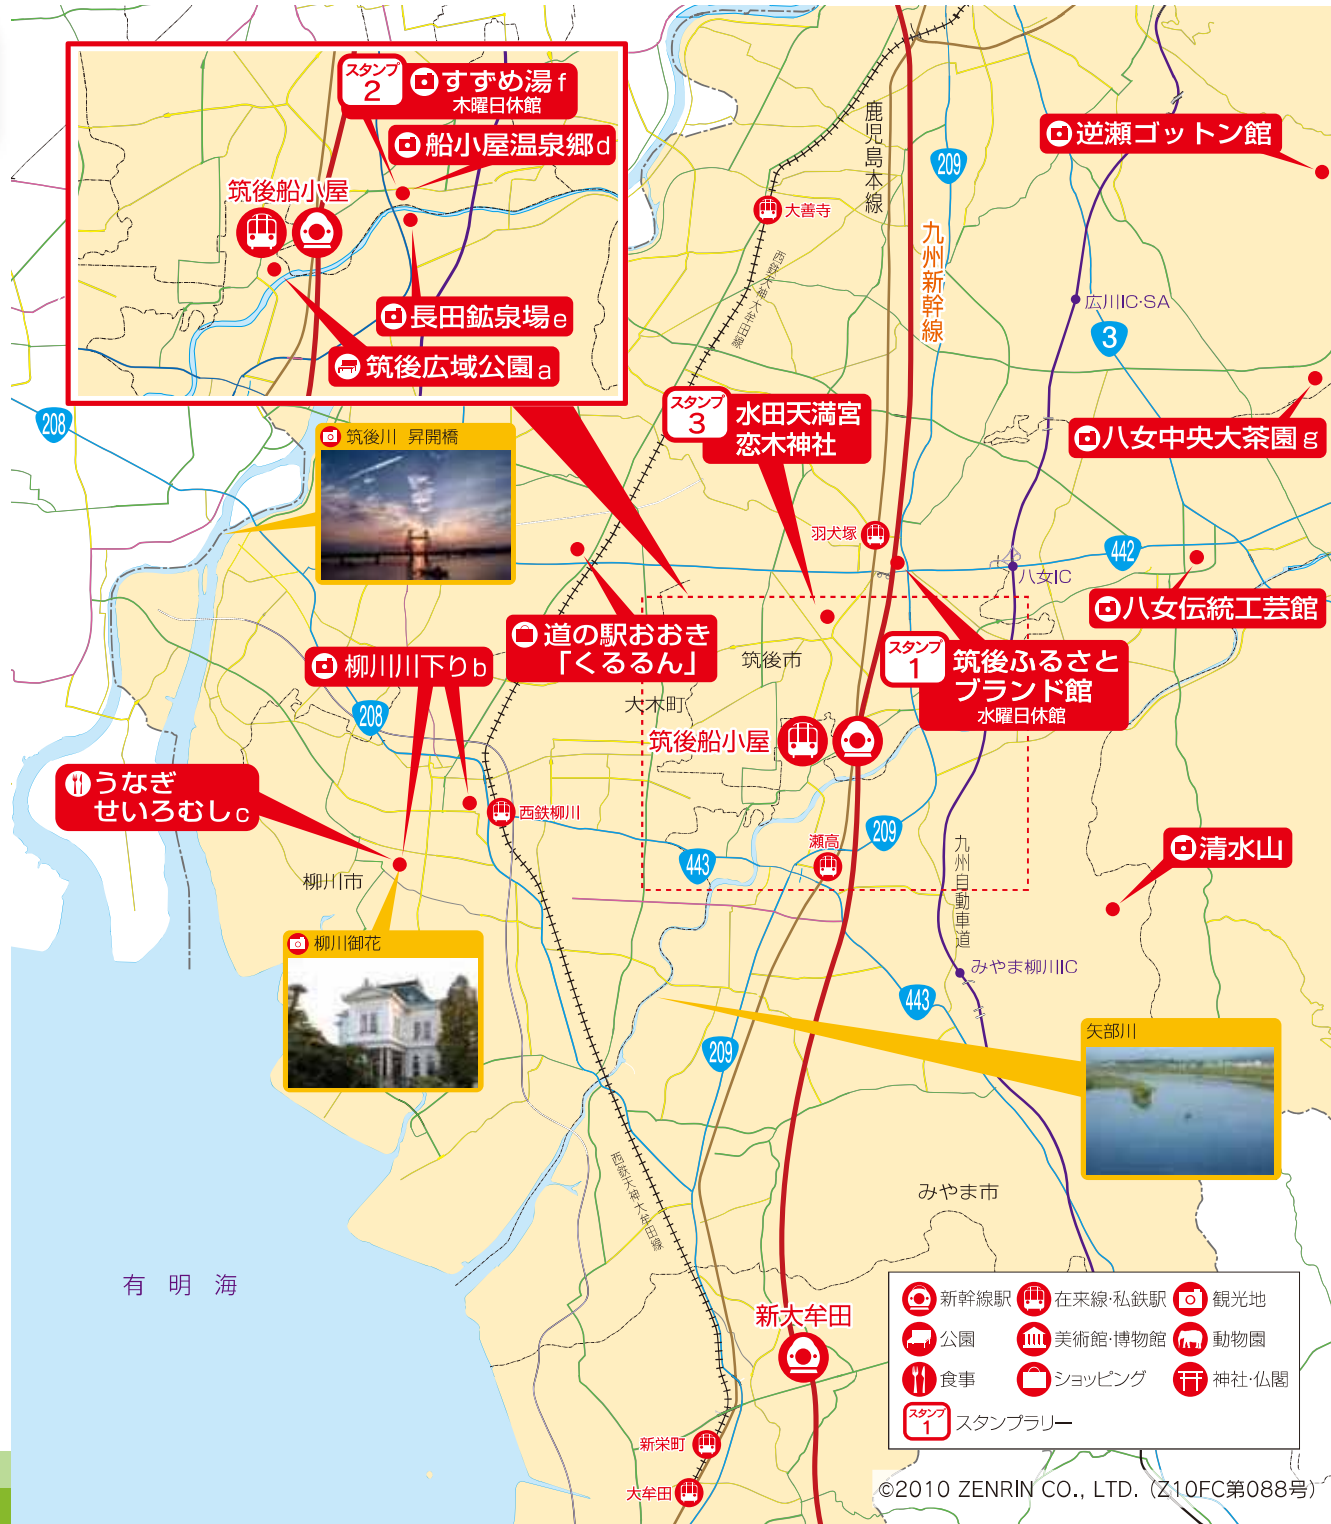 スタンプ
2
すずめ湯f
木曜日休館
船小屋温泉郷d
筑後船小屋
長田鉱泉場e
筑後広域公園a
鹿児島本線
209
逆瀬ゴットン館
大善寺
九州新幹線
西鉄天神大牟田線
広川IC・SA
3
208
筑後川 昇開橋
スタンプ
3
水田天満宮
恋木神社
八女中央大茶園g
羽犬塚
442
八女IC
八女伝統工芸館
道の駅おおき
「くるるん」
筑後市
スタンプ
1
筑後ふるさと
ブランド館
水曜日休館
柳川川下りb
大木町
208
筑後船小屋
うなぎ
せいろむしc
西鉄柳川
瀬高
209
443
九州自動車道
清水山
柳川市
柳川御花
みやま柳川IC
443
209
矢部川
西鉄天神大牟田線
みやま市
有明海
新大牟田
新幹線駅
在来線・私鉄駅
観光地
公園
美術館・博物館
動物園
食事
ショッピング
神社・仏閣
スタンプ
1
スタンプラリー
新栄町
大牟田
©2010 ZENRIN CO., LTD. (Z10FC第088号)